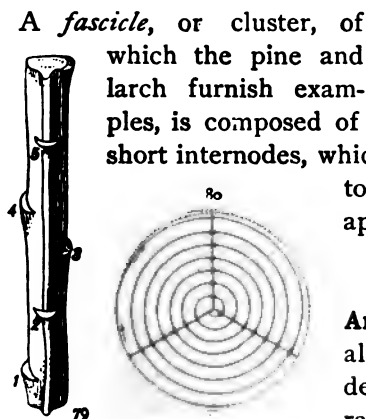 A fascicle, or cluster, of
which the pine and
larch furnish exam-
ples, is composed of
short internodes, whic
80
to
ap
5
4
3
2
1
79
An
al
de